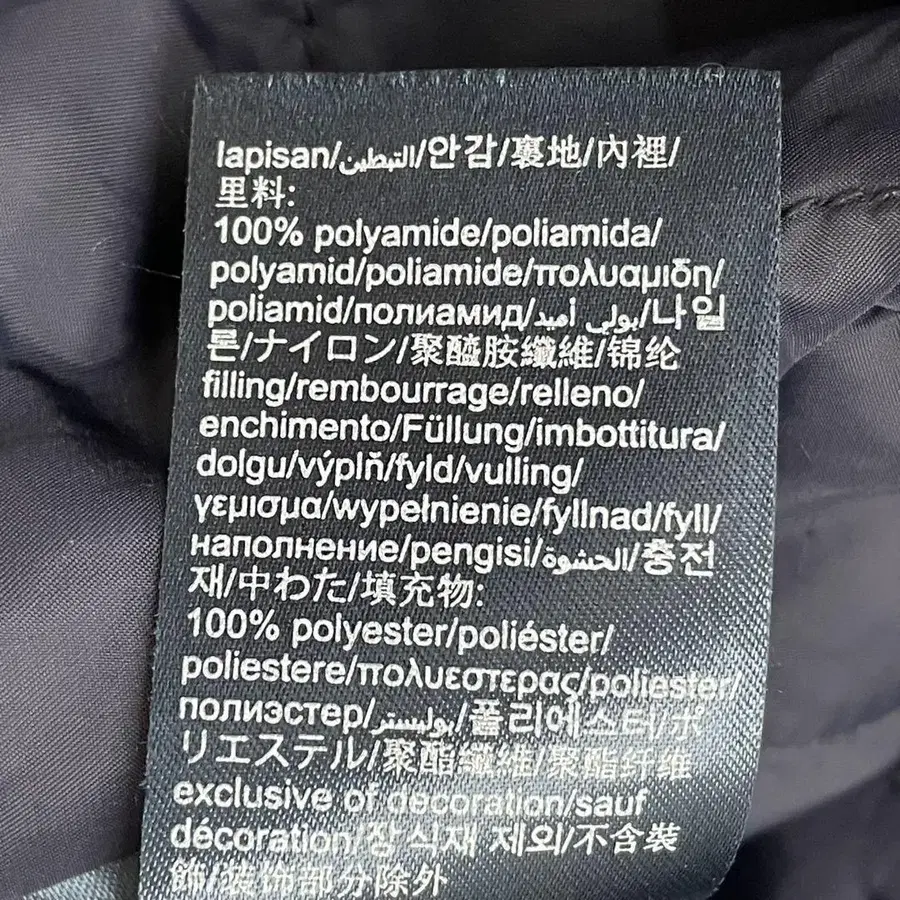 lapisan/التبطين/안감/裏地/內裡/
里料:
100% polyamide/poliamida/
polyamid/poliamide/πολυαμιδη/
poliamid/полиамид/بولي أميد/나일
론/ナイロン/聚醯胺纖維/锦纶
filling/rembourrage/relleno/
enchimento/Füllung/imbottitura/
dolgu/výplň/fyld/vulling/
γεμισμα/wypełnienie/fyllnad/fyll/
наполнение/pengisi/الحشوة/충전
재/中わた/填充物:
100% polyester/poliéster/
poliestere/πολυεστερας/poliester/
полиэстер/بوليستر/폴리에스터/ポ
リエステル/聚酯纖維/聚酯纤维
exclusive of decoration/sauf
décoration/장식재 제외/不含裝
飾/装饰部分除外